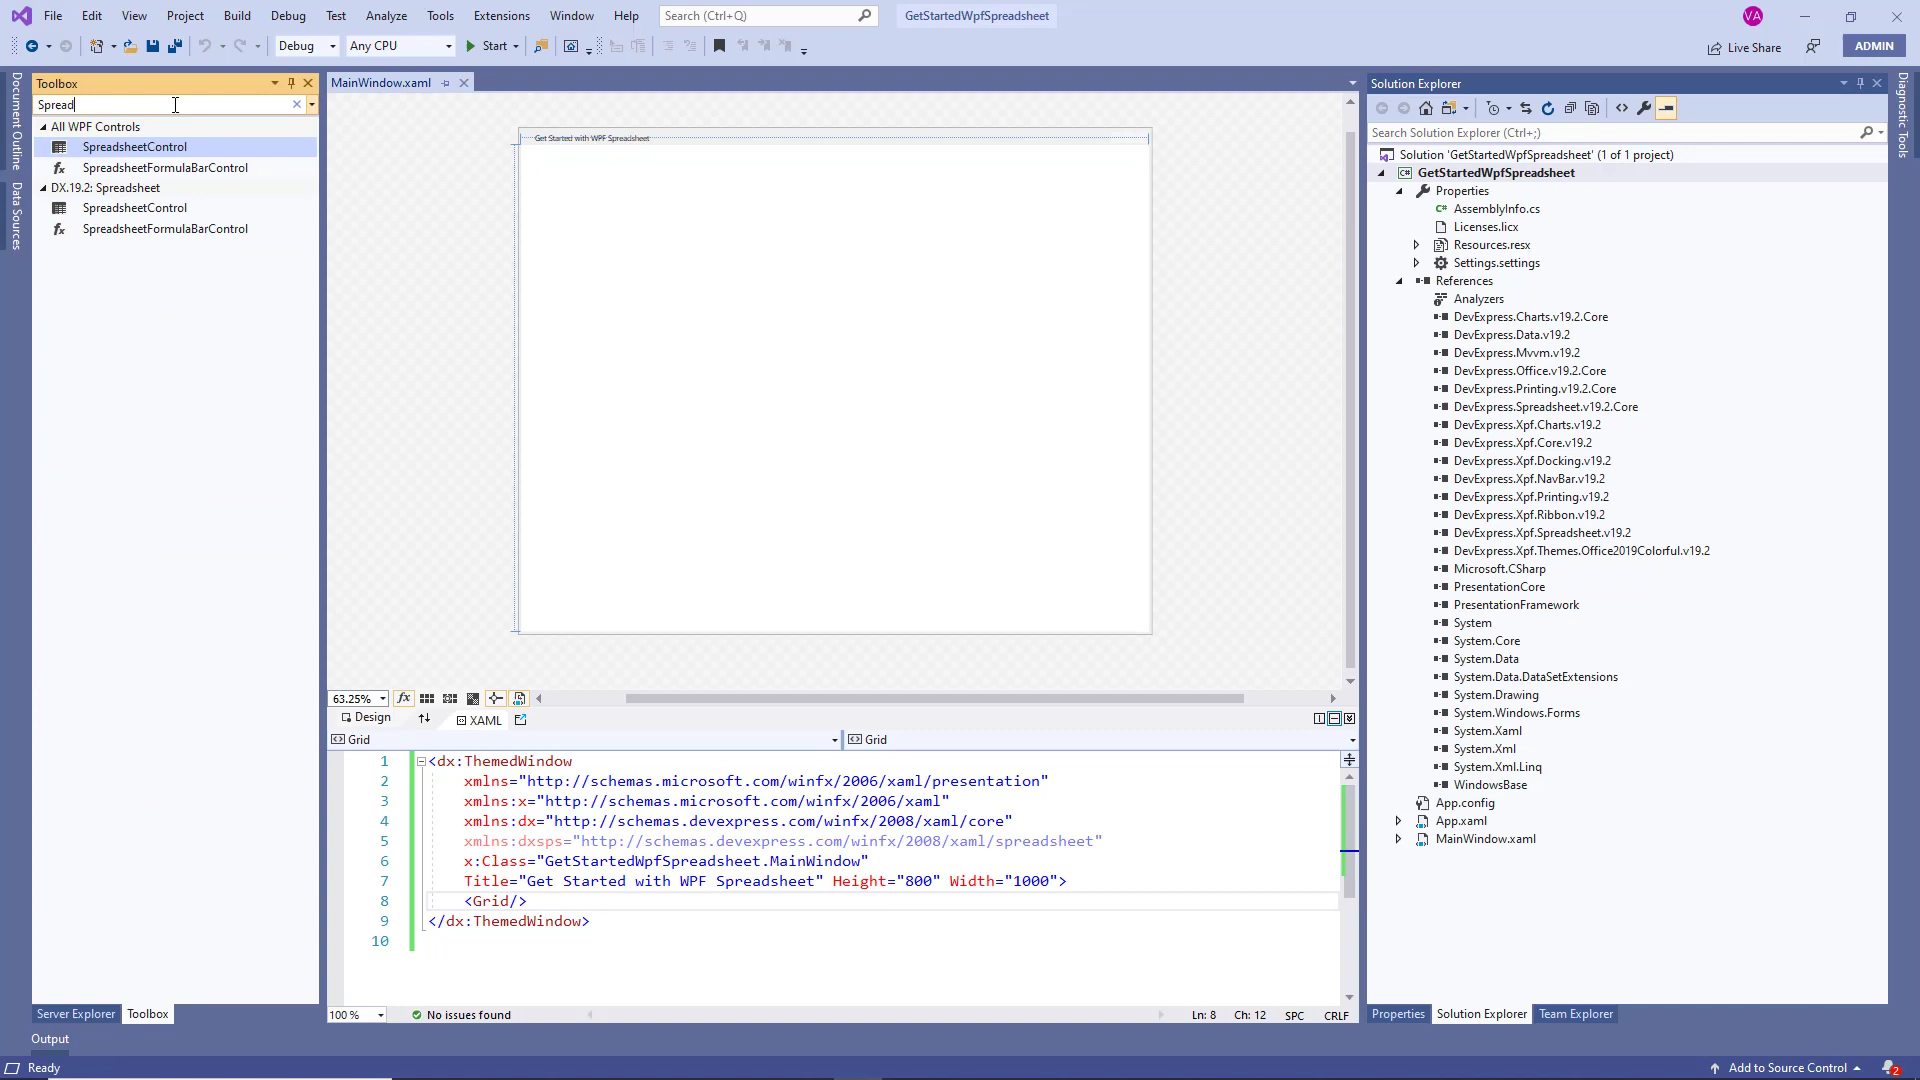 File Edit View Project Build Debug Test Analyze Tools Extensions Window Help Search (Ctrl+Q) GetStartedWpfSpreadsheet VA
Debug Any CPU Start Live Share ADMIN
Document Outline
Data Sources
Toolbox
Spread
All WPF Controls
SpreadsheetControl
SpreadsheetFormulaBarControl
DX.19.2: Spreadsheet
SpreadsheetControl
SpreadsheetFormulaBarControl
Server Explorer Toolbox
MainWindow.xaml
Get Started with WPF Spreadsheet
63.25%
Design XAML
Grid Grid
1 <dx:ThemedWindow
2 xmlns="http://schemas.microsoft.com/winfx/2006/xaml/presentation"
3 xmlns:x="http://schemas.microsoft.com/winfx/2006/xaml"
4 xmlns:dx="http://schemas.devexpress.com/winfx/2008/xaml/core"
5 xmlns:dxsps="http://schemas.devexpress.com/winfx/2008/xaml/spreadsheet"
6 x:Class="GetStartedWpfSpreadsheet.MainWindow"
7 Title="Get Started with WPF Spreadsheet" Height="800" Width="1000">
8 <Grid/>
9 </dx:ThemedWindow>
10
100 % No issues found Ln: 8 Ch: 12 SPC CRLF
Solution Explorer
Search Solution Explorer (Ctrl+;)
Solution 'GetStartedWpfSpreadsheet' (1 of 1 project)
GetStartedWpfSpreadsheet
Properties
AssemblyInfo.cs
Licenses.licx
Resources.resx
Settings.settings
References
Analyzers
DevExpress.Charts.v19.2.Core
DevExpress.Data.v19.2
DevExpress.Mvvm.v19.2
DevExpress.Office.v19.2.Core
DevExpress.Printing.v19.2.Core
DevExpress.Spreadsheet.v19.2.Core
DevExpress.Xpf.Charts.v19.2
DevExpress.Xpf.Core.v19.2
DevExpress.Xpf.Docking.v19.2
DevExpress.Xpf.NavBar.v19.2
DevExpress.Xpf.Printing.v19.2
DevExpress.Xpf.Ribbon.v19.2
DevExpress.Xpf.Spreadsheet.v19.2
DevExpress.Xpf.Themes.Office2019Colorful.v19.2
Microsoft.CSharp
PresentationCore
PresentationFramework
System
System.Core
System.Data
System.Data.DataSetExtensions
System.Drawing
System.Windows.Forms
System.Xaml
System.Xml
System.Xml.Linq
WindowsBase
App.config
App.xaml
MainWindow.xaml
Properties Solution Explorer Team Explorer
Diagnostic Tools
Output
Ready Add to Source Control 2